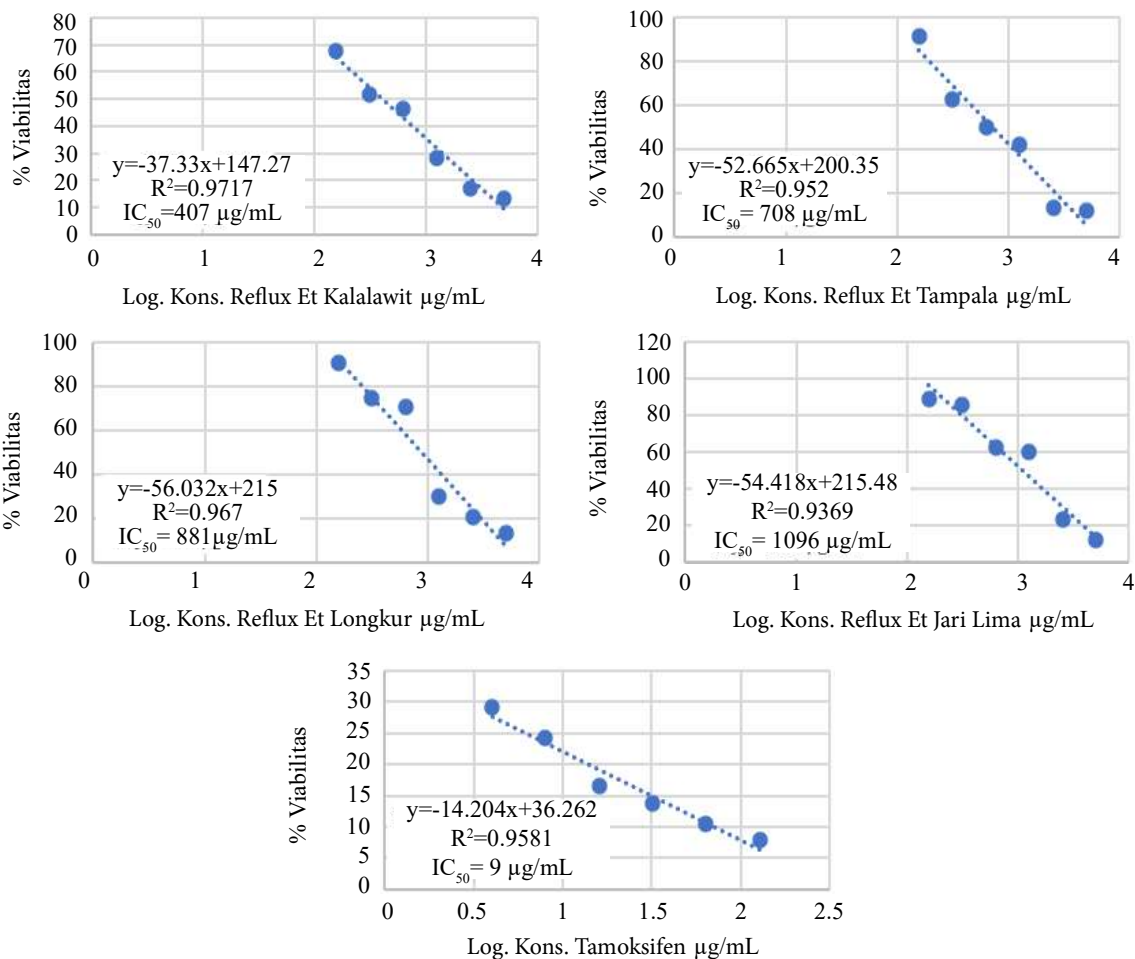 80
70
60
50
40
30
20
10
0
% Viabilitas
y=-37.33x+147.27
R²=0.9717
IC₅₀=407 µg/mL
0 1 2 3 4
Log. Kons. Reflux Et Kalalawit µg/mL
100
80
60
40
20
0
% Viabilitas
y=-52.665x+200.35
R²=0.952
IC₅₀= 708 µg/mL
0 1 2 3 4
Log. Kons. Reflux Et Tampala µg/mL
100
80
60
40
20
0
% Viabilitas
y=-56.032x+215
R²=0.967
IC₅₀= 881µg/mL
0 1 2 3 4
Log. Kons. Reflux Et Longkur µg/mL
120
100
80
60
40
20
0
% Viabilitas
y=-54.418x+215.48
R²=0.9369
IC₅₀= 1096 µg/mL
0 1 2 3 4
Log. Kons. Reflux Et Jari Lima µg/mL
35
30
25
20
15
10
5
0
% Viabilitas
y=-14.204x+36.262
R²=0.9581
IC₅₀= 9 µg/mL
0 0.5 1 1.5 2 2.5
Log. Kons. Tamoksifen µg/mL